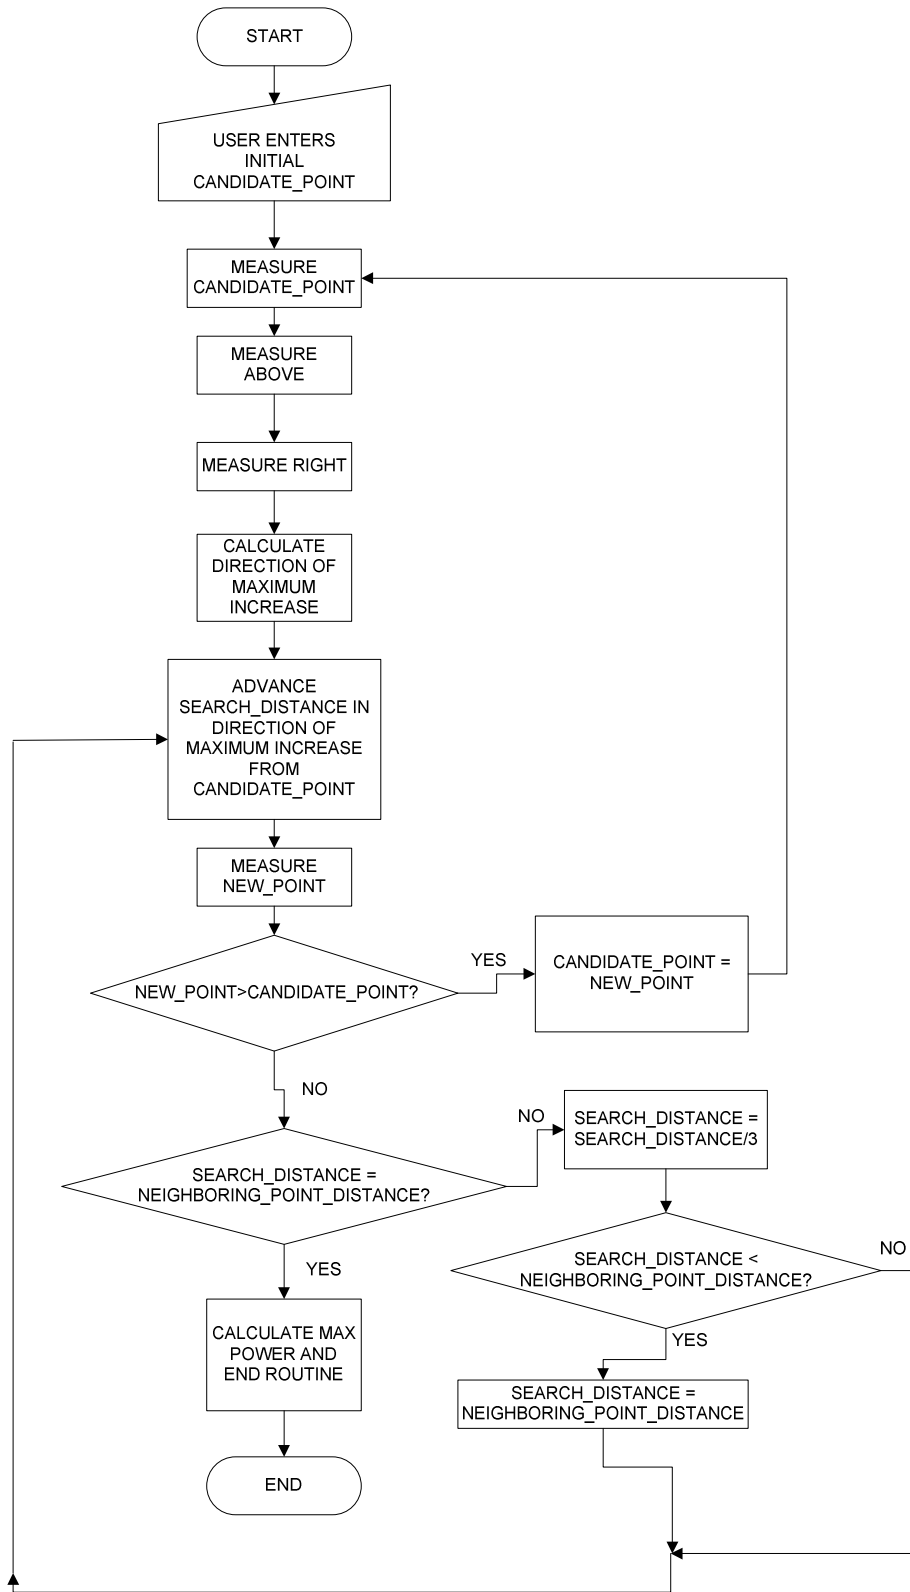 START
USER ENTERS
INITIAL
CANDIDATE_POINT
MEASURE
CANDIDATE_POINT
MEASURE
ABOVE
MEASURE RIGHT
CALCULATE
DIRECTION OF
MAXIMUM
INCREASE
ADVANCE
SEARCH_DISTANCE IN
DIRECTION OF
MAXIMUM INCREASE
FROM
CANDIDATE_POINT
MEASURE
NEW_POINT
NEW_POINT>CANDIDATE_POINT?
YES
CANDIDATE_POINT =
NEW_POINT
NO
SEARCH_DISTANCE =
NEIGHBORING_POINT_DISTANCE?
NO
SEARCH_DISTANCE =
SEARCH_DISTANCE/3
SEARCH_DISTANCE <
NEIGHBORING_POINT_DISTANCE?
NO
YES
SEARCH_DISTANCE =
NEIGHBORING_POINT_DISTANCE
YES
CALCULATE MAX
POWER AND
END ROUTINE
END